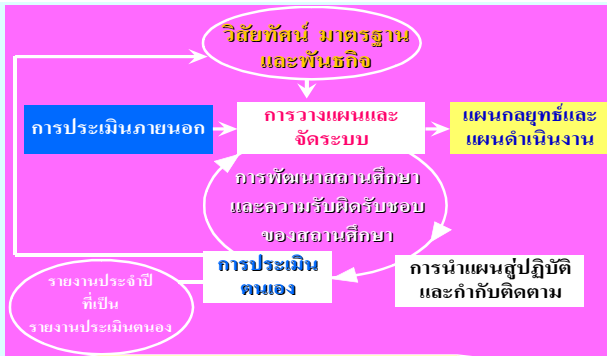 วิสัยทัศน์ มาตรฐาน
และพันธกิจ
การประเมินภายนอก
การวางแผนและ
จัดระบบ
แผนกลยุทธ์และ
แผนดำเนินงาน
การพัฒนาสถานศึกษา
และความรับผิดรับชอบ
ของสถานศึกษา
การประเมิน
ตนเอง
การนำแผนสู่ปฏิบัติ
และกำกับติดตาม
รายงานประจำปี
ที่เป็น
รายงานประเมินตนอง